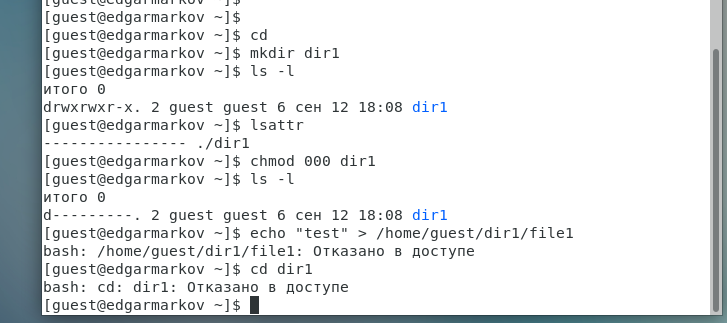 [guest@edgarmarkov ~]$
[guest@edgarmarkov ~]$
[guest@edgarmarkov ~]$ cd
[guest@edgarmarkov ~]$ mkdir dir1
[guest@edgarmarkov ~]$ ls -l
итого 0
drwxrwxr-x. 2 guest guest 6 сен 12 18:08 dir1
[guest@edgarmarkov ~]$ lsattr
---------------- ./dir1
[guest@edgarmarkov ~]$ chmod 000 dir1
[guest@edgarmarkov ~]$ ls -l
итого 0
d---------. 2 guest guest 6 сен 12 18:08 dir1
[guest@edgarmarkov ~]$ echo "test" > /home/guest/dir1/file1
bash: /home/guest/dir1/file1: Отказано в доступе
[guest@edgarmarkov ~]$ cd dir1
bash: cd: dir1: Отказано в доступе
[guest@edgarmarkov ~]$